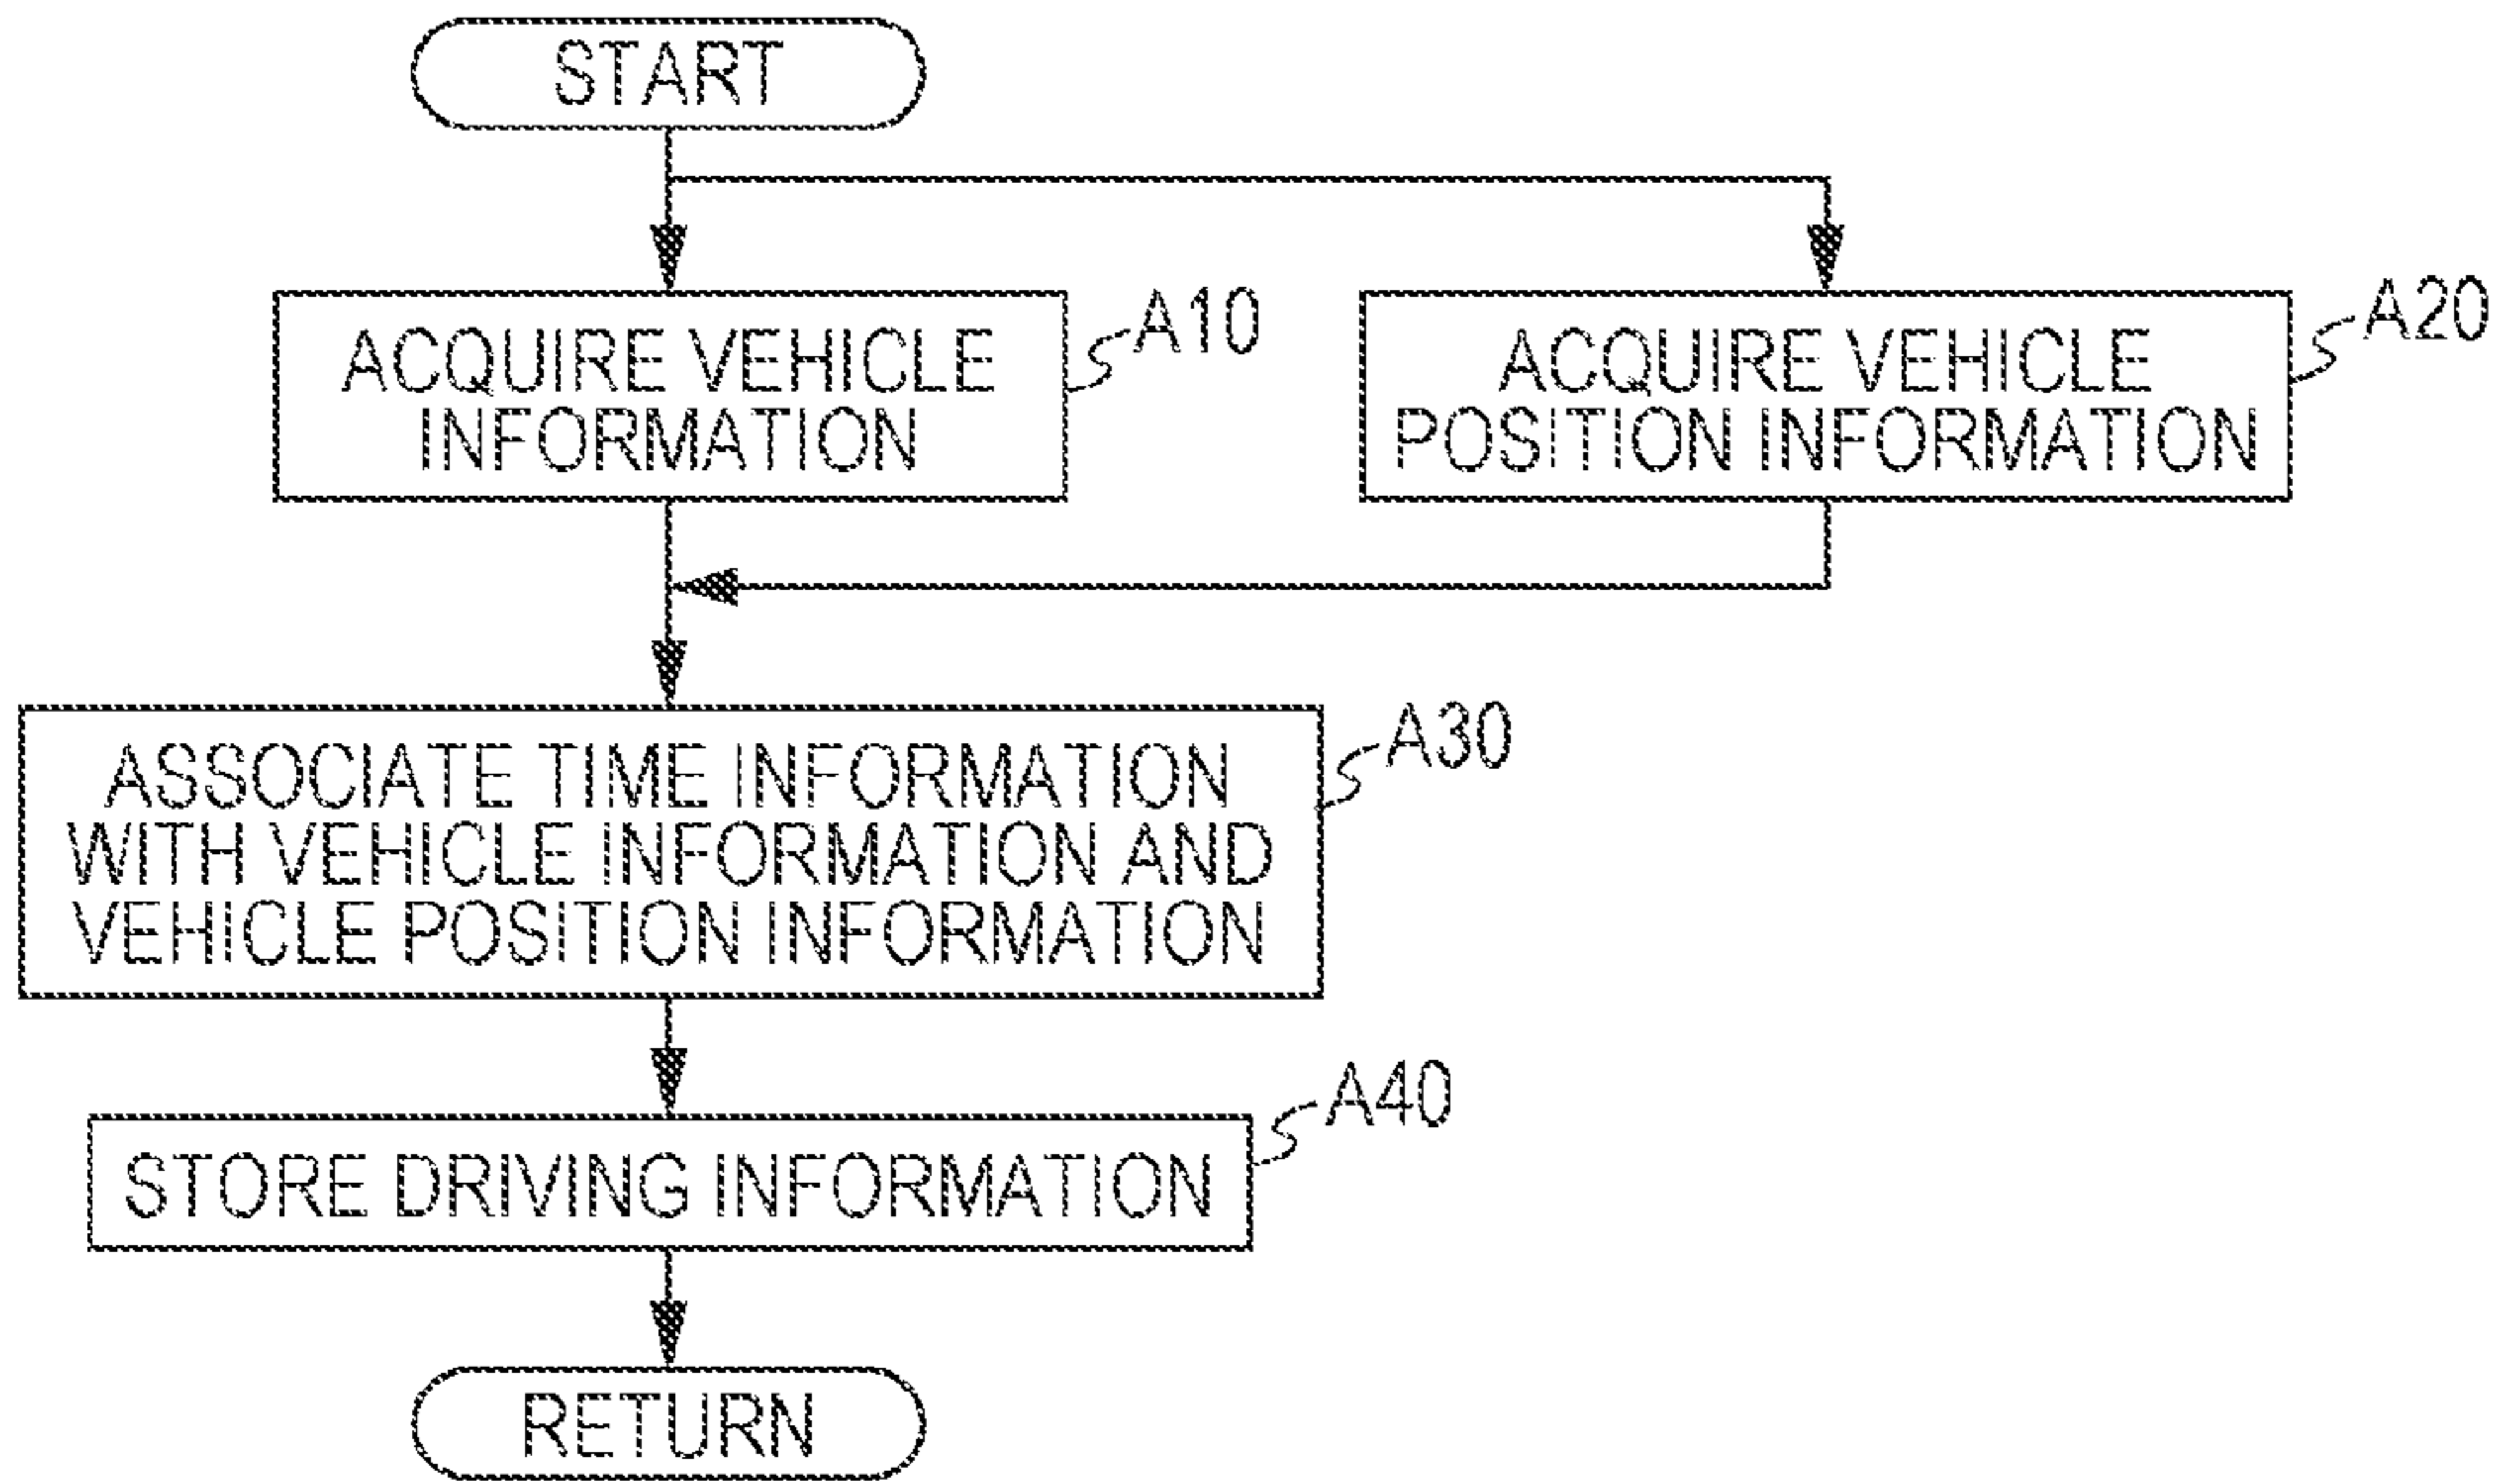 START
ACQUIRE VEHICLE
INFORMATION
A10
ACQUIRE VEHICLE
POSITION INFORMATION
A20
ASSOCIATE TIME INFORMATION
WITH VEHICLE INFORMATION AND
VEHICLE POSITION INFORMATION
A30
STORE DRIVING INFORMATION
A40
RETURN